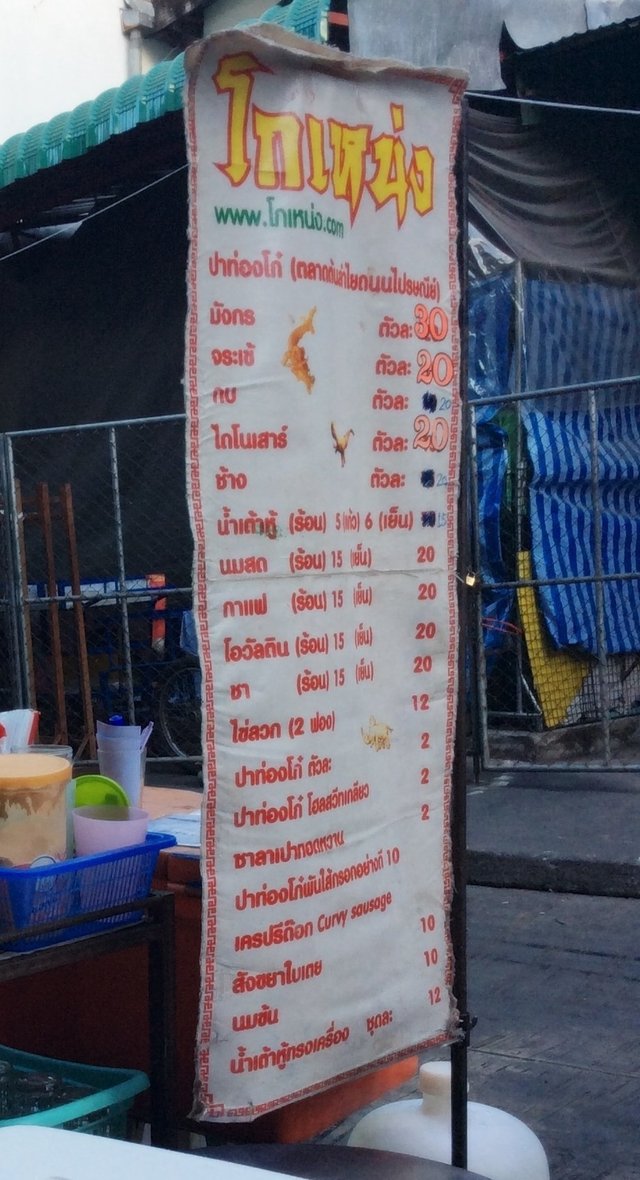 โกเหน่ง
www.โกเหน่ง.com
ปาท่องโก๋ (ตลาดต้นลำไยถนนไปรษณีย์)
มังกร ตัวละ 30
จระเข้ ตัวละ 20
กบ ตัวละ 20
ไดโนเสาร์ ตัวละ 20
ช้าง ตัวละ 20
น้ำเต้าหู้ (ร้อน) 5 (แก้ว) 6 (เย็น)
นมสด (ร้อน) 15 (เย็น) 20
กาแฟ (ร้อน) 15 (เย็น) 20
โอวัลติน (ร้อน) 15 (เย็น) 20
ชา (ร้อน) 15 (เย็น) 20
ไข่ลวก (2 ฟอง) 12
ปาท่องโก๋ ตัวละ 2
ปาท่องโก๋ โฮลสวีทเกลียว 2
ซาลาเปาทอดหวาน 2
ปาท่องโก๋พันไส้กรอกอย่างดี 10
เครปรีด๊อก Curvy sausage
สังขยาใบเตย 10
นมข้น 10
น้ำเต้าหู้ทรงเครื่อง ชุดละ 12